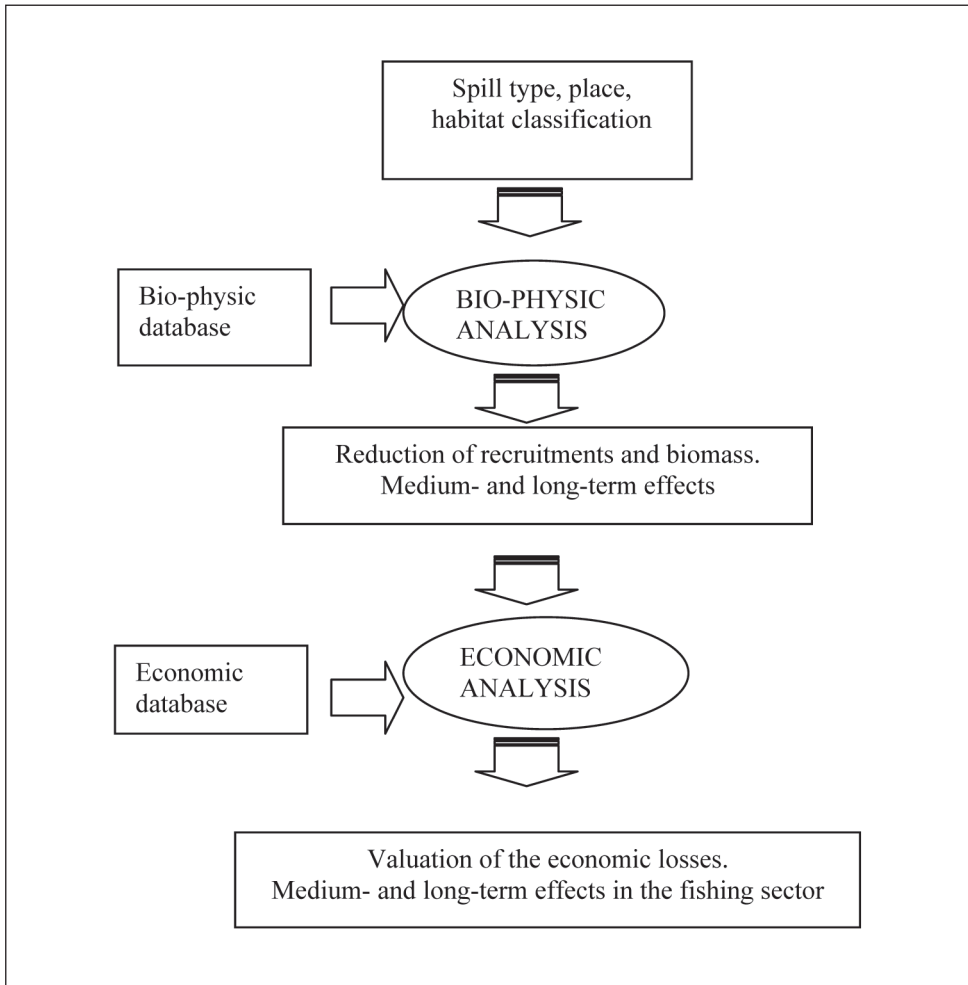 Spill type, place,
habitat classification
Bio-physic
database
BIO-PHYSIC
ANALYSIS
Reduction of recruitments and biomass.
Medium- and long-term effects
Economic
database
ECONOMIC
ANALYSIS
Valuation of the economic losses.
Medium- and long-term effects in the fishing sector